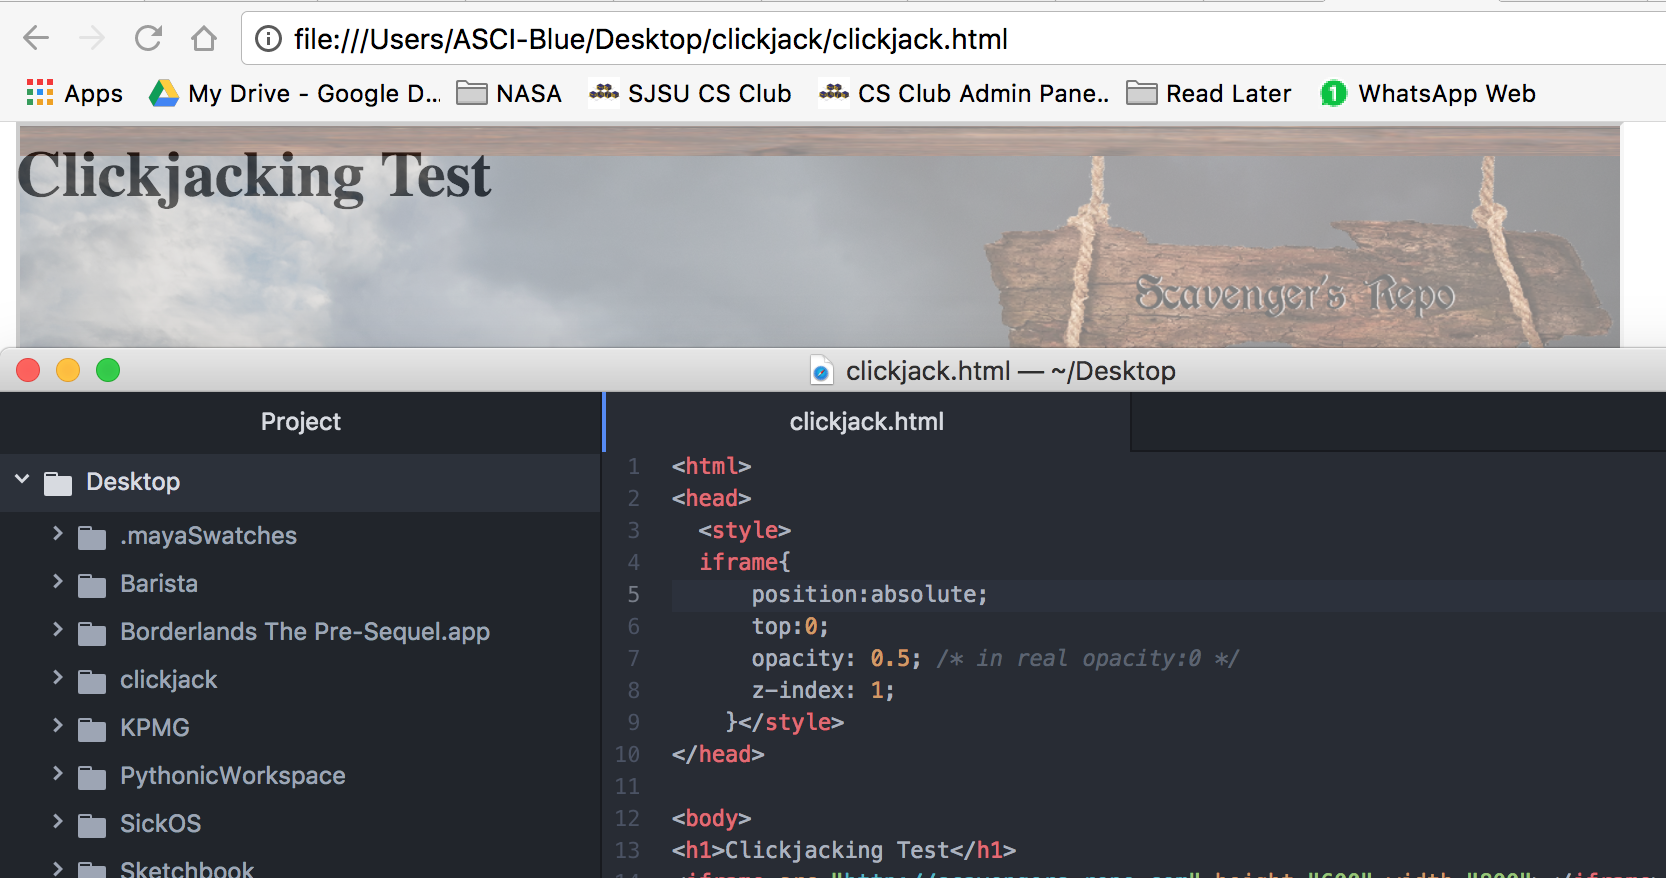 file:///Users/ASCI-Blue/Desktop/clickjack/clickjack.html
Apps My Drive - Google D... NASA SJSU CS Club CS Club Admin Pane.. Read Later 1 WhatsApp Web
Clickjacking Test
Scavenger's Repo
clickjack.html — ~/Desktop
Project
clickjack.html
Desktop
.mayaSwatches
Barista
Borderlands The Pre-Sequel.app
clickjack
KPMG
PythonicWorkspace
SickOS
Sketchbook
1 <html>
2 <head>
3 <style>
4 iframe{
5 position:absolute;
6 top:0;
7 opacity: 0.5; /* in real opacity:0 */
8 z-index: 1;
9 }</style>
10 </head>
11
12 <body>
13 <h1>Clickjacking Test</h1>